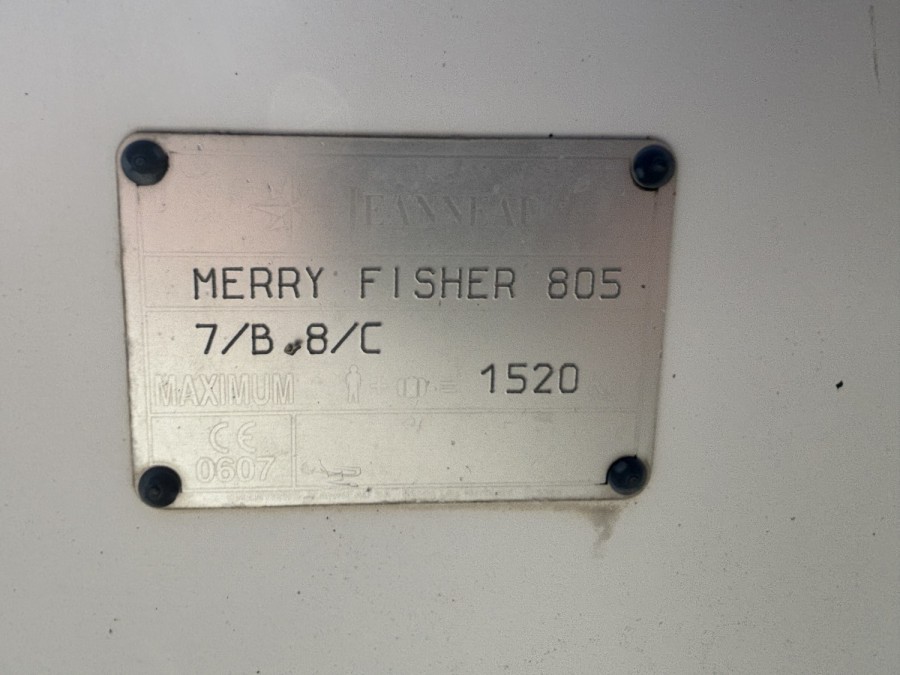 JEANNEAU
MERRY FISHER 805
7/B 8/C
MAXIMUM 1520
CE
0607